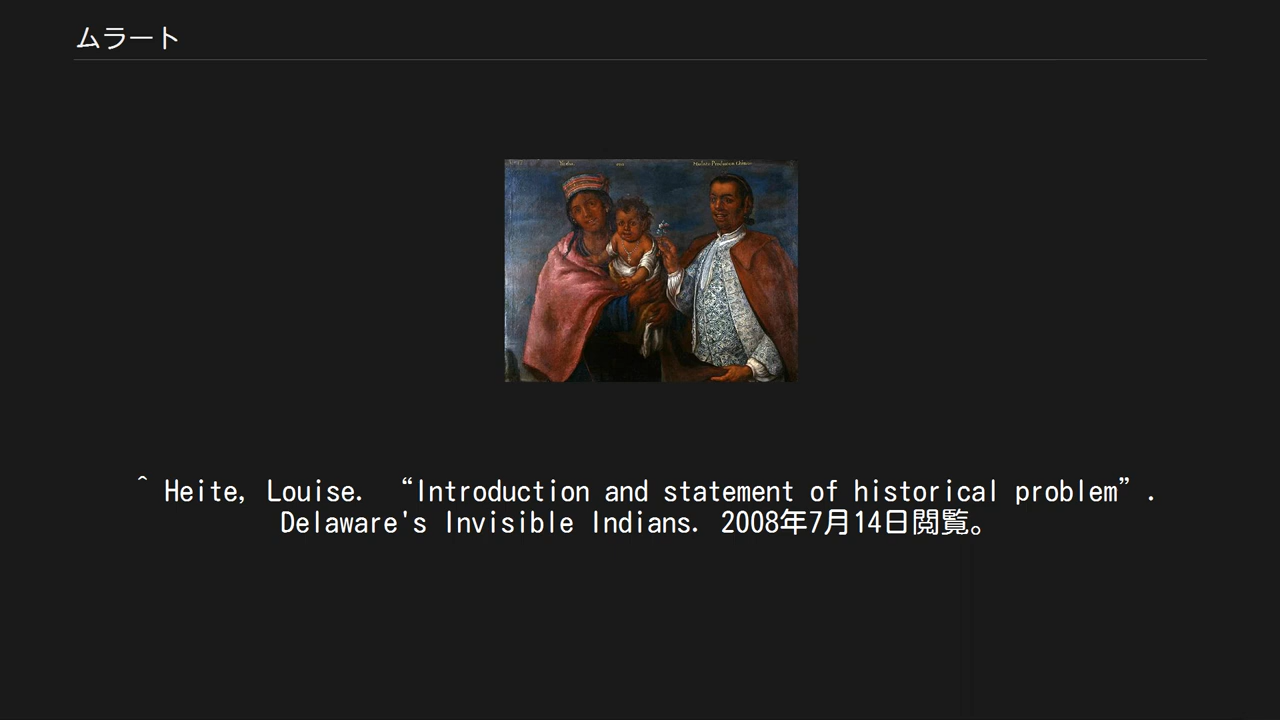 ムラート
^ Heite, Louise. “Introduction and statement of historical problem”.
Delaware's Invisible Indians. 2008年7月14日閲覧。